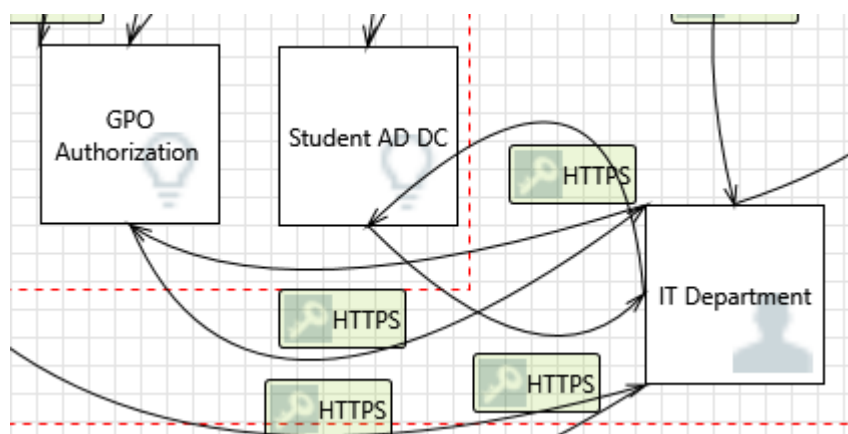 GPO
Authorization
Student AD DC
HTTPS
IT Department
HTTPS
HTTPS
HTTPS